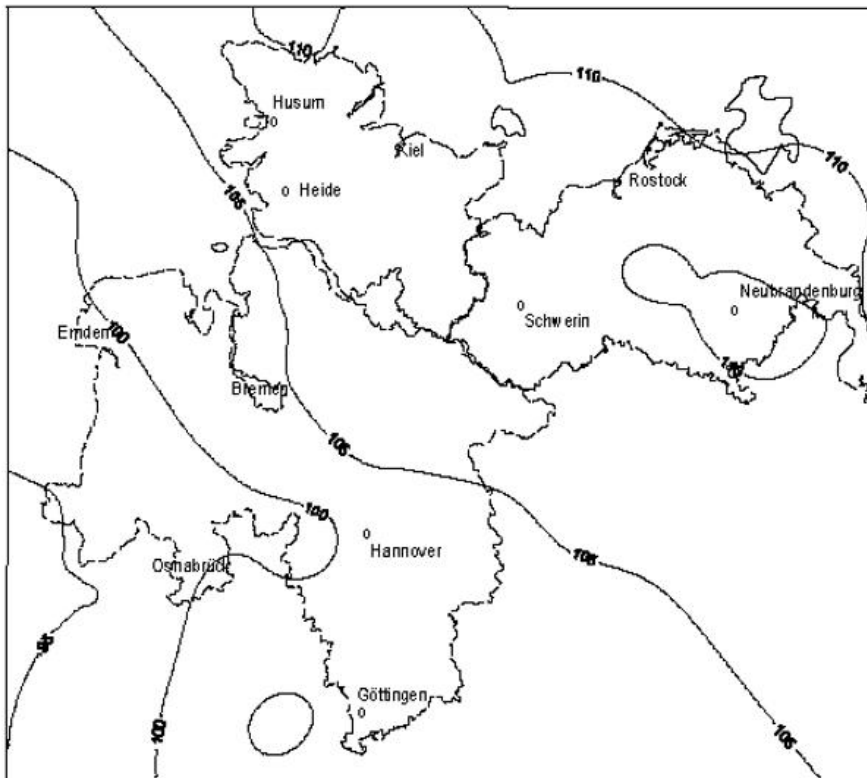 110
110
Husum
Kiel
110
105
Heide
Rostock
Neubrandenburg
Schwerin
Emden
100
Bremen
105
100
Hannover
Osnabrück
105
Göttingen
100
105